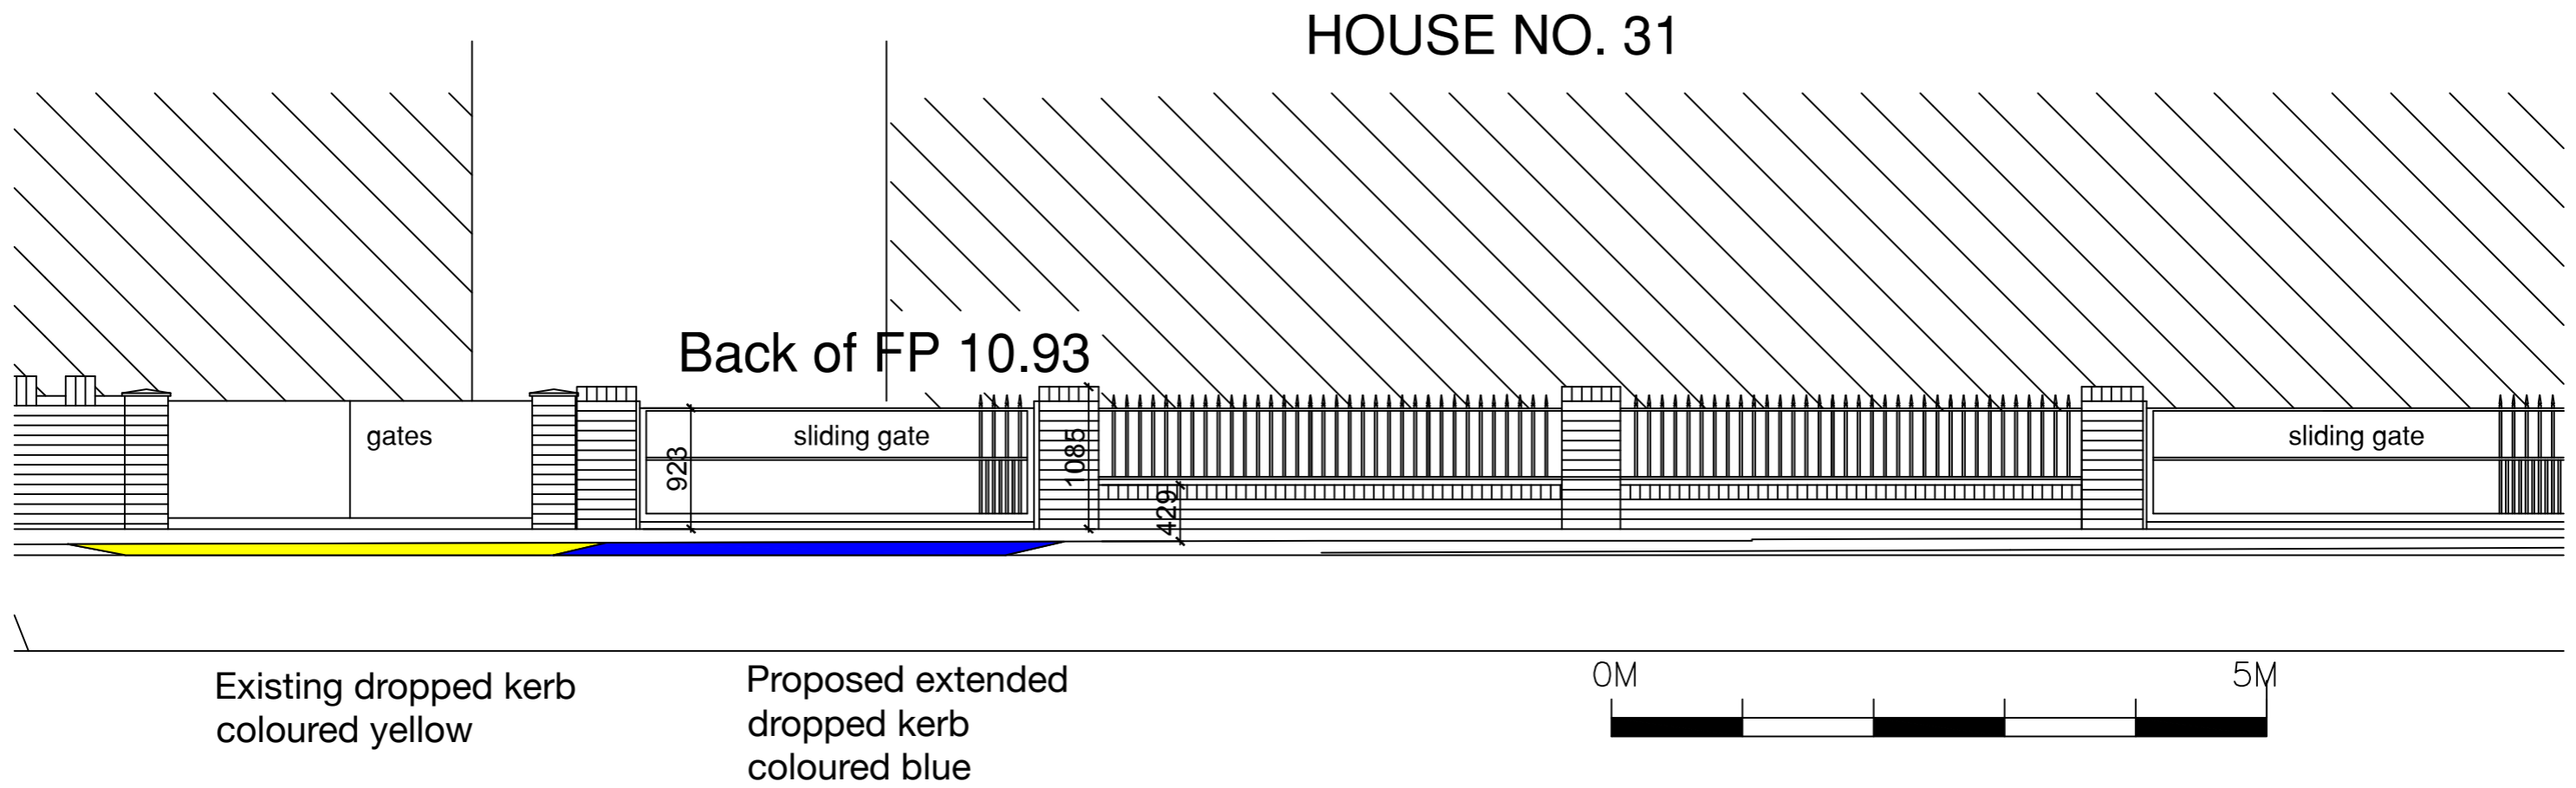 HOUSE NO. 31
Back of FP 10.93
gates
sliding gate
sliding gate
923
1085
429
Existing dropped kerb
coloured yellow
Proposed extended
dropped kerb
coloured blue
0M
5M